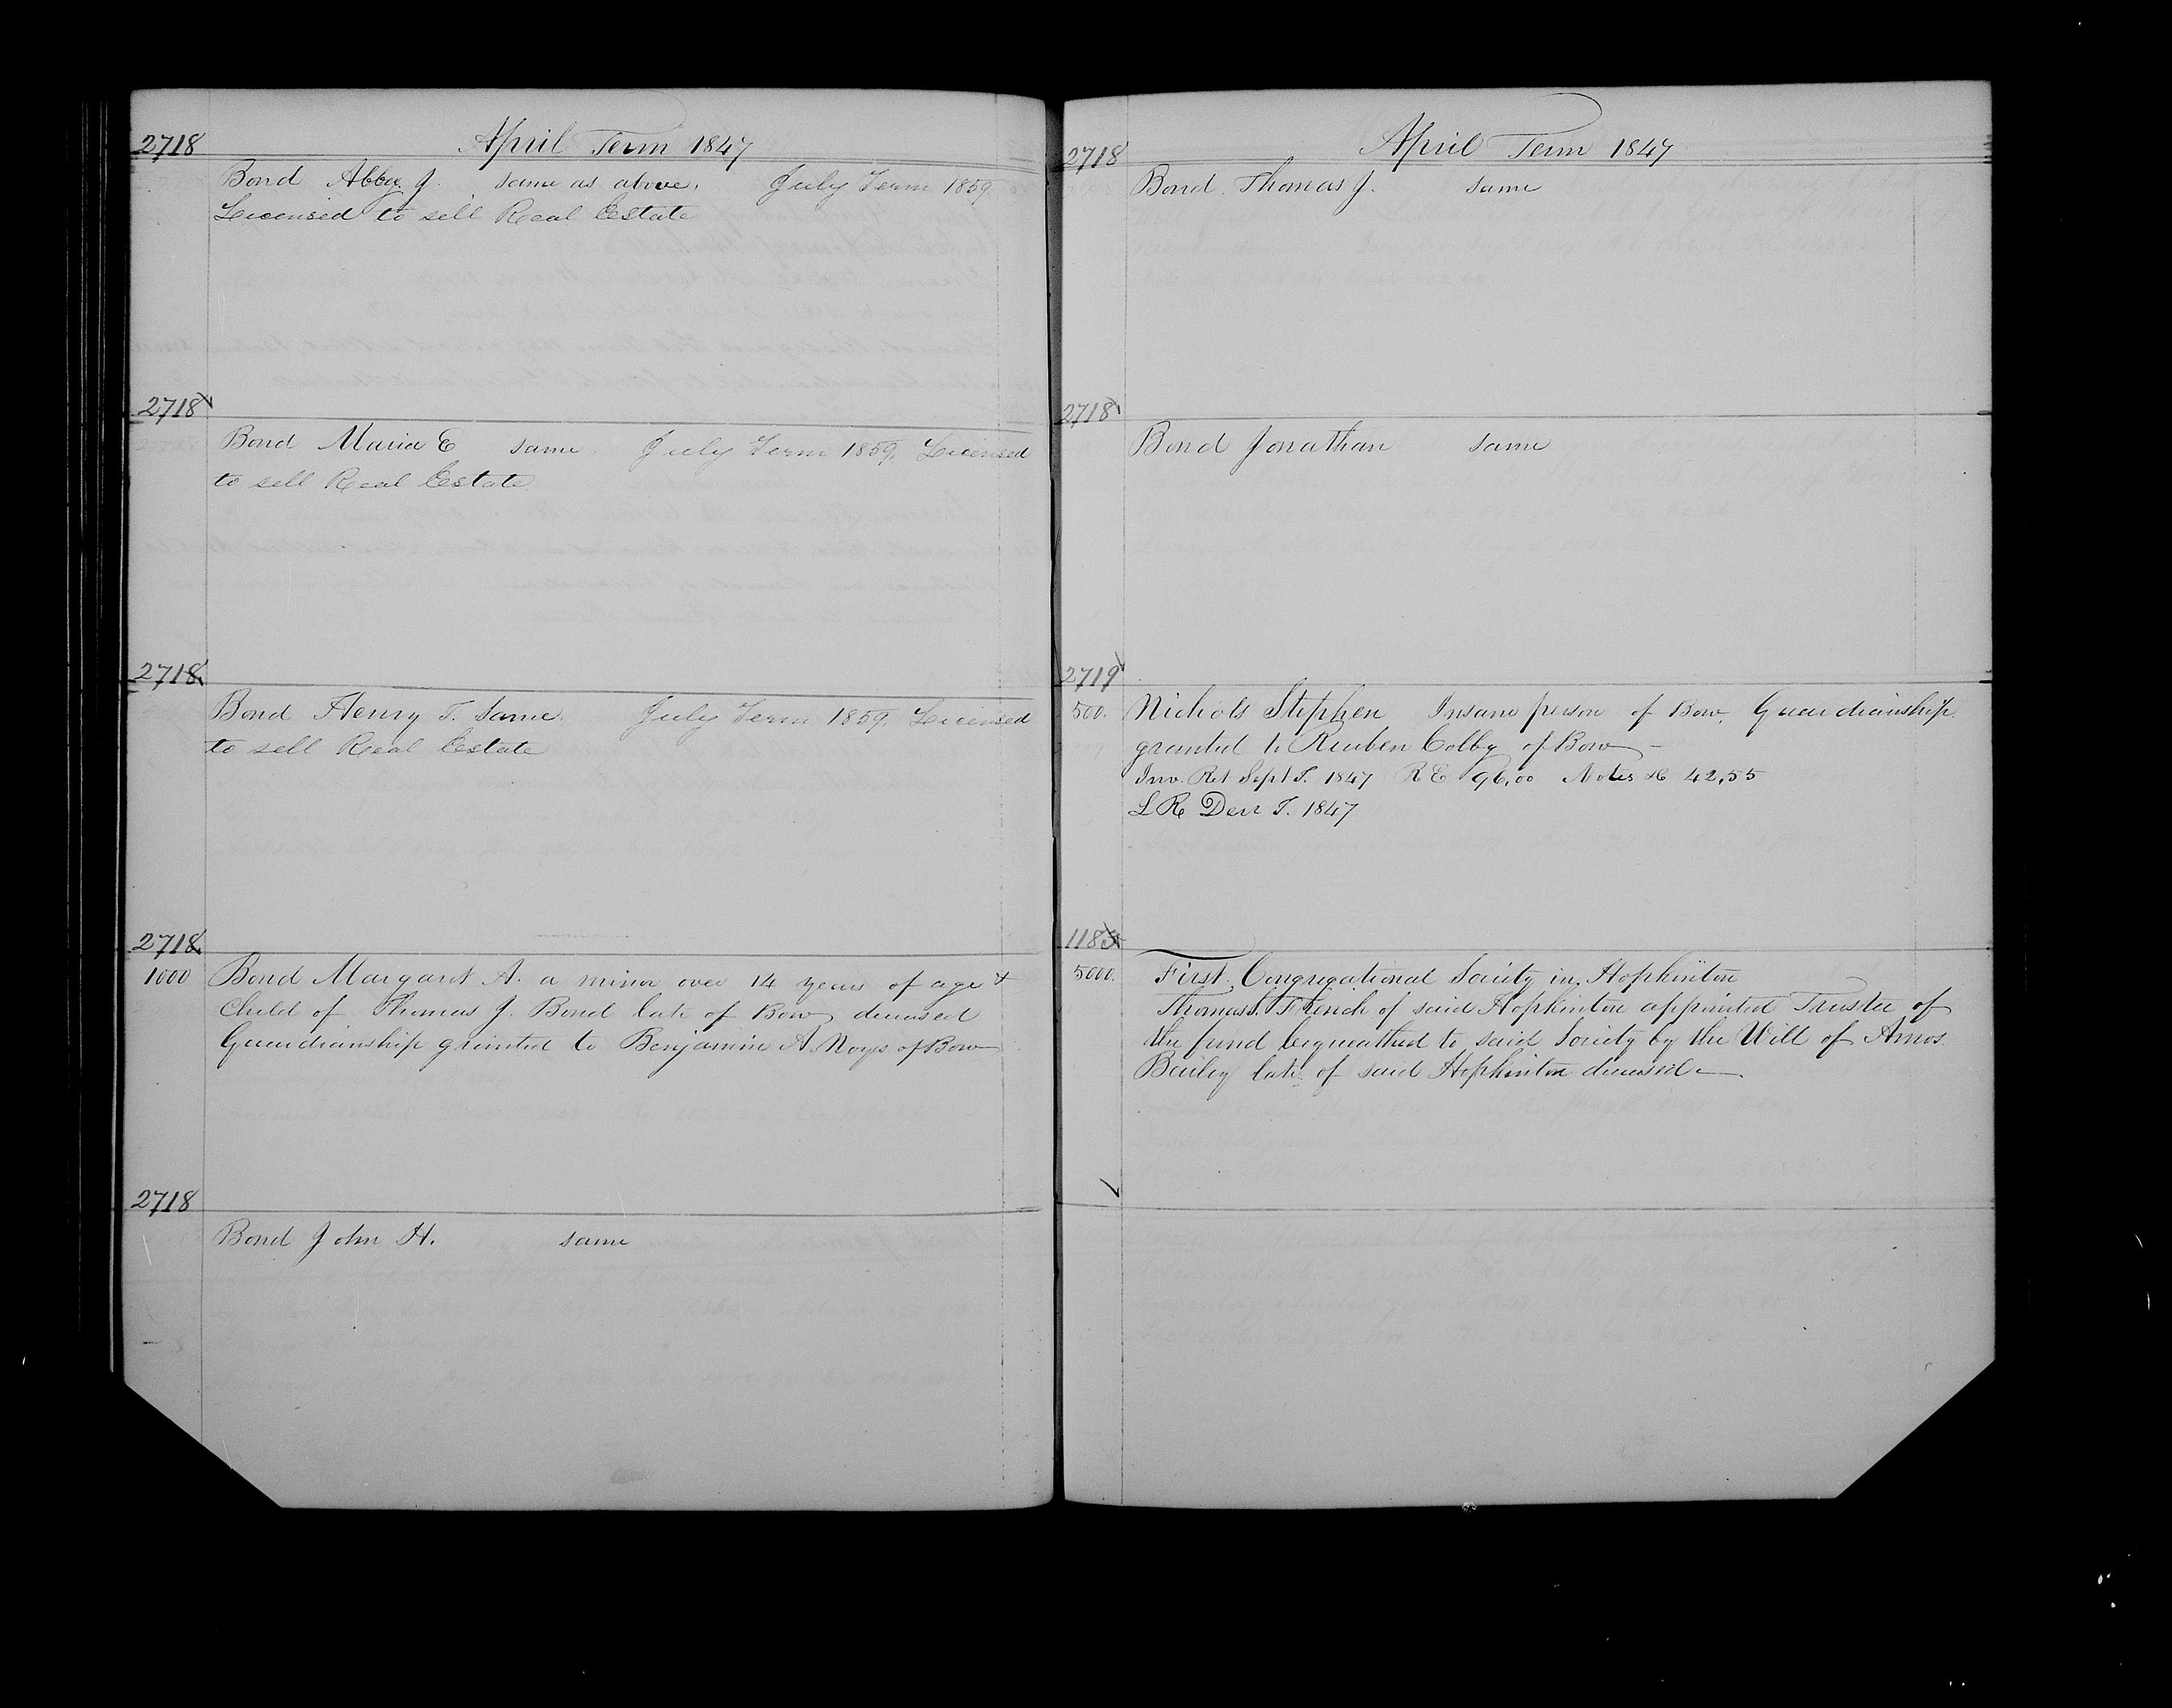 2718 April Term 1847
Bond Abby J. same as above. July Term 1859.
Licensed to sell Real Estate
2718
Bond Maria E same July Term 1859. Licensed
to sell Real Estate
2718
Bond Henry T. Same. July Term 1859, Licensed
to sell Real Estate
2718
1000 Bond Margaret A. a minor over 14 years of age &
Child of Thomas J. Bond late of Bow deceased
Guardianship granted to Benjamin A. Noyes of Bow
2718
Bond John H. same
2718 April Term 1847
Bond Thomas J. same
2718
Bond Jonathan same
2719
500. Nichols Stephen Insane person of Bow, Guardianship
granted to Reuben Colby of Bow -
Inv. Ret Sept T. 1847 R E 96,00 Notes &c 42,55
L R Decr T. 1847
1185
5000. First Congregational Society in Hopkinton
Thomas French of said Hopkinton appointed Trustee of
the fund bequeathed to said Society by the Will of Amos
Bailey late of said Hopkinton deceased